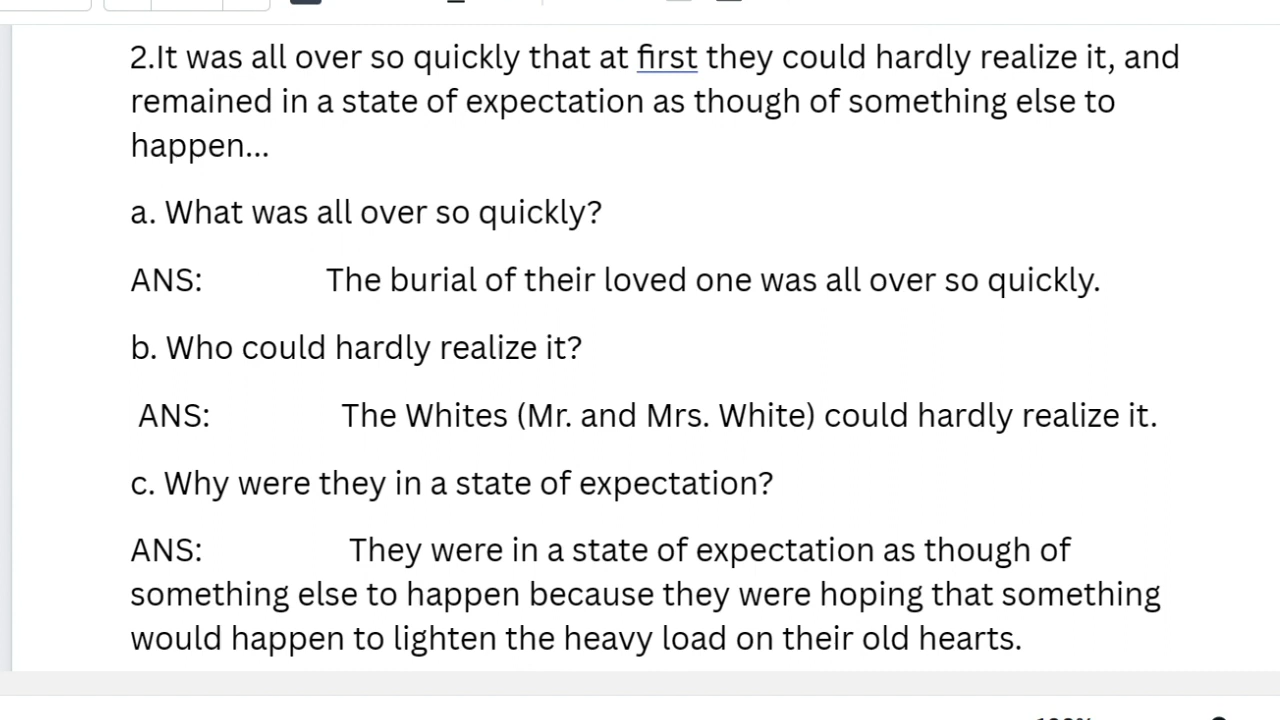 2.It was all over so quickly that at first they could hardly realize it, and
remained in a state of expectation as though of something else to
happen...
a. What was all over so quickly?
ANS: The burial of their loved one was all over so quickly.
b. Who could hardly realize it?
ANS: The Whites (Mr. and Mrs. White) could hardly realize it.
c. Why were they in a state of expectation?
ANS: They were in a state of expectation as though of
something else to happen because they were hoping that something
would happen to lighten the heavy load on their old hearts.